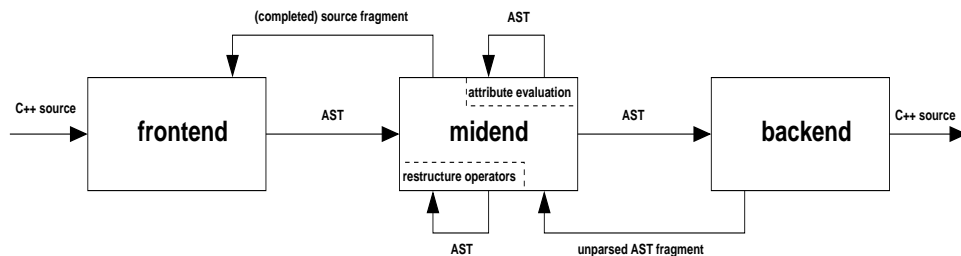 (completed) source fragment
AST
C++ source
frontend
AST
attribute evaluation
midend
restructure operators
AST
backend
C++ source
AST
unparsed AST fragment